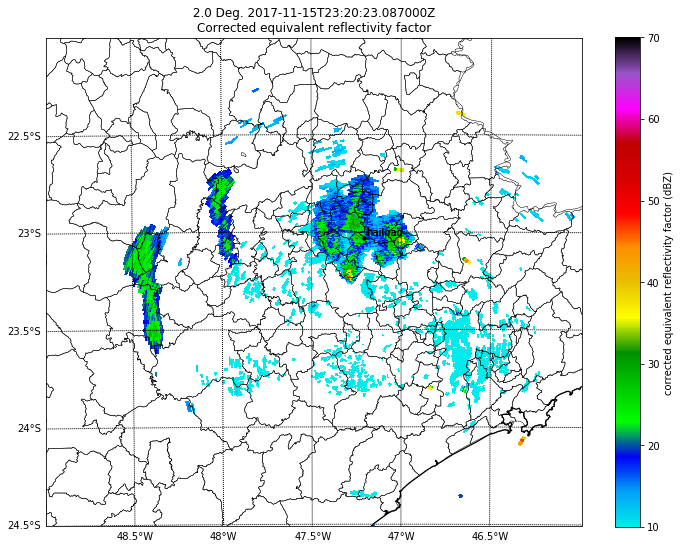 2.0 Deg. 2017-11-15T23:20:23.087000Z
Corrected equivalent reflectivity factor
70
60
50
40
30
20
10
corrected equivalent reflectivity factor (dBZ)
22.5°S
23°S
23.5°S
24°S
24.5°S
hailpad
48.5°W
48°W
47.5°W
47°W
46.5°W